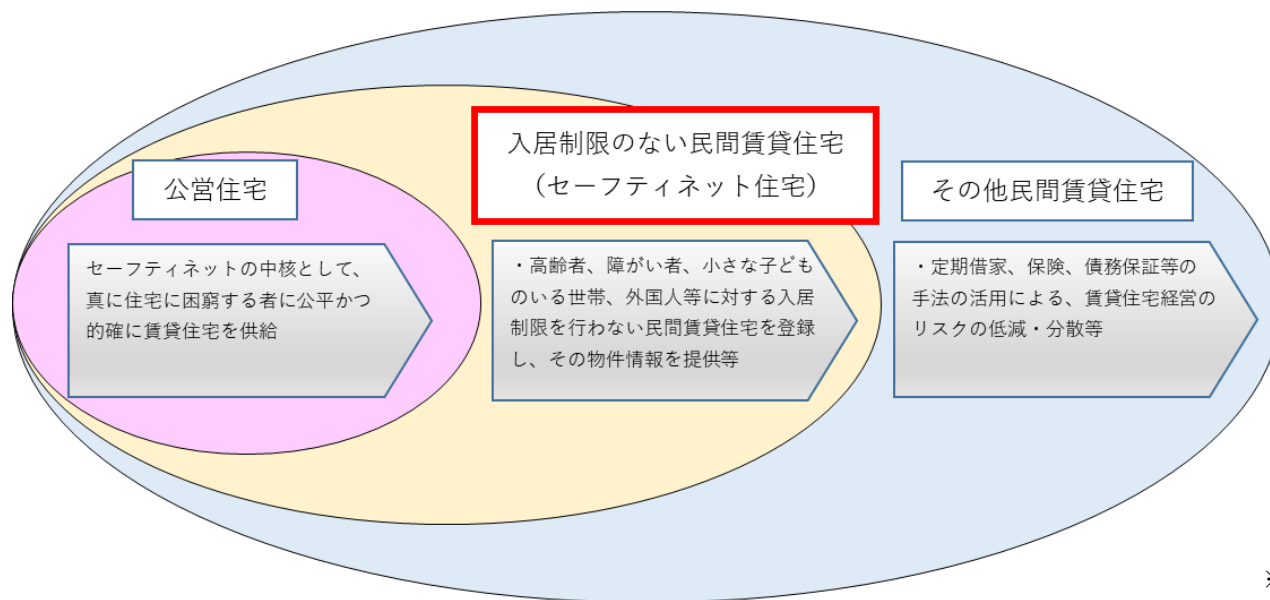 公営住宅
セーフティネットの中核として、
真に住宅に困窮する者に公平かつ
的確に賃貸住宅を供給
入居制限のない民間賃貸住宅
（セーフティネット住宅）
・高齢者、障がい者、小さな子ども
のいる世帯、外国人等に対する入居
制限を行わない民間賃貸住宅を登録
し、その物件情報を提供等
その他民間賃貸住宅
・定期借家、保険、債務保証等の
手法の活用による、賃貸住宅経営の
リスクの低減・分散等